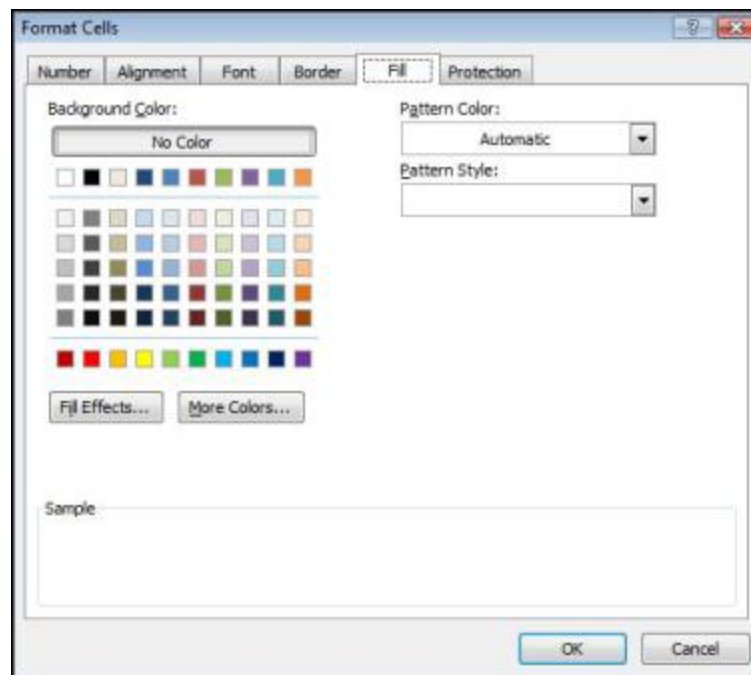 Format Cells
Number Alignment Font Border Fill Protection
Background Color:
No Color
Pattern Color:
Automatic
Pattern Style:
Fill Effects... More Colors...
Sample
OK Cancel